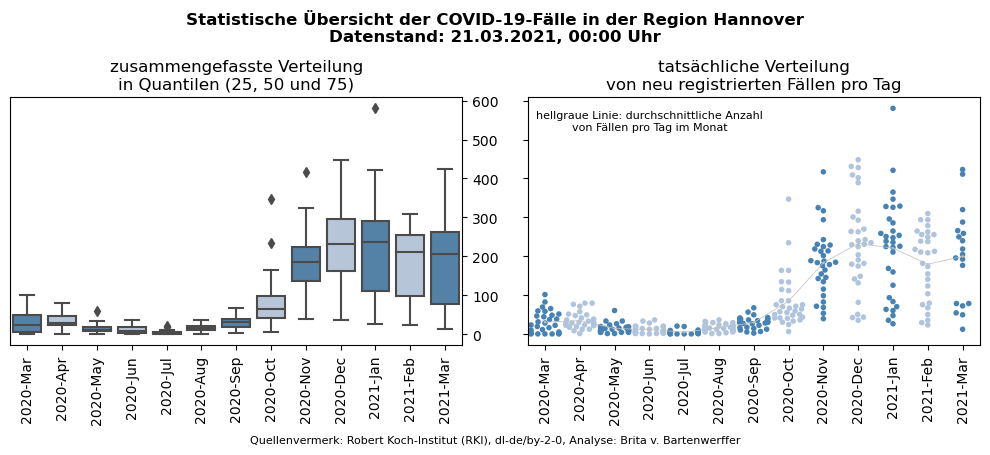 Statistische Übersicht der COVID-19-Fälle in der Region Hannover
Datenstand: 21.03.2021, 00:00 Uhr
zusammengefasste Verteilung
in Quantilen (25, 50 und 75)
tatsächliche Verteilung
von neu registrierten Fällen pro Tag
600
500
400
300
200
100
0
hellgraue Linie: durchschnittliche Anzahl
von Fällen pro Tag im Monat
2020-Mar
2020-Apr
2020-May
2020-Jun
2020-Jul
2020-Aug
2020-Sep
2020-Oct
2020-Nov
2020-Dec
2021-Jan
2021-Feb
2021-Mar
2020-Mar
2020-Apr
2020-May
2020-Jun
2020-Jul
2020-Aug
2020-Sep
2020-Oct
2020-Nov
2020-Dec
2021-Jan
2021-Feb
2021-Mar
Quellenvermerk: Robert Koch-Institut (RKI), dl-de/by-2-0, Analyse: Brita v. Bartenwerffer